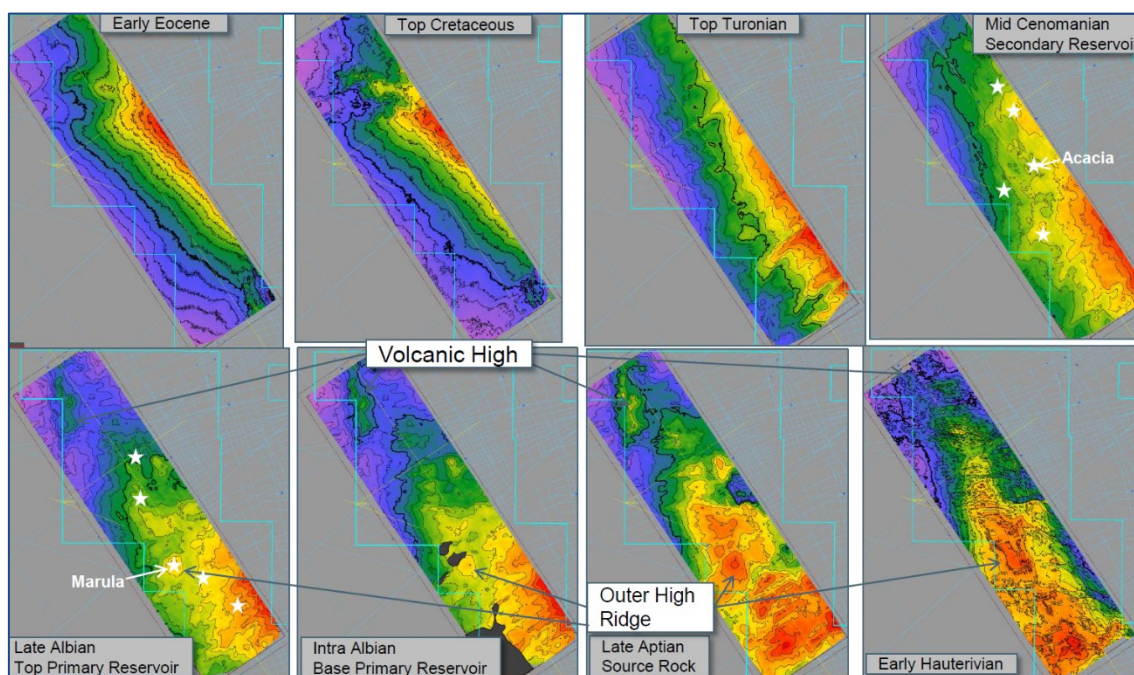 Early Eocene
Top Cretaceous
Top Turonian
Mid Cenomanian
Secondary Reservoir
Acacia
Volcanic High
Marula
Outer High
Ridge
Late Albian
Top Primary Reservoir
Intra Albian
Base Primary Reservoir
Late Aptian
Source Rock
Early Hauterivian